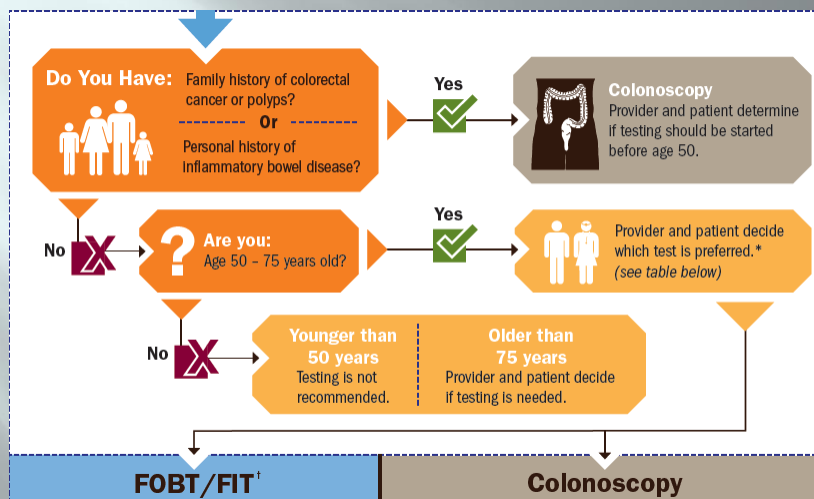 Do You Have:
Family history of colorectal
cancer or polyps?
Or
Personal history of
inflammatory bowel disease?
Yes
Colonoscopy
Provider and patient determine
if testing should be started
before age 50.
No
?
Are you:
Age 50 – 75 years old?
Yes
Provider and patient decide
which test is preferred.*
(see table below)
No
Younger than
50 years
Testing is not
recommended.
Older than
75 years
Provider and patient decide
if testing is needed.
FOBT/FIT†
Colonoscopy